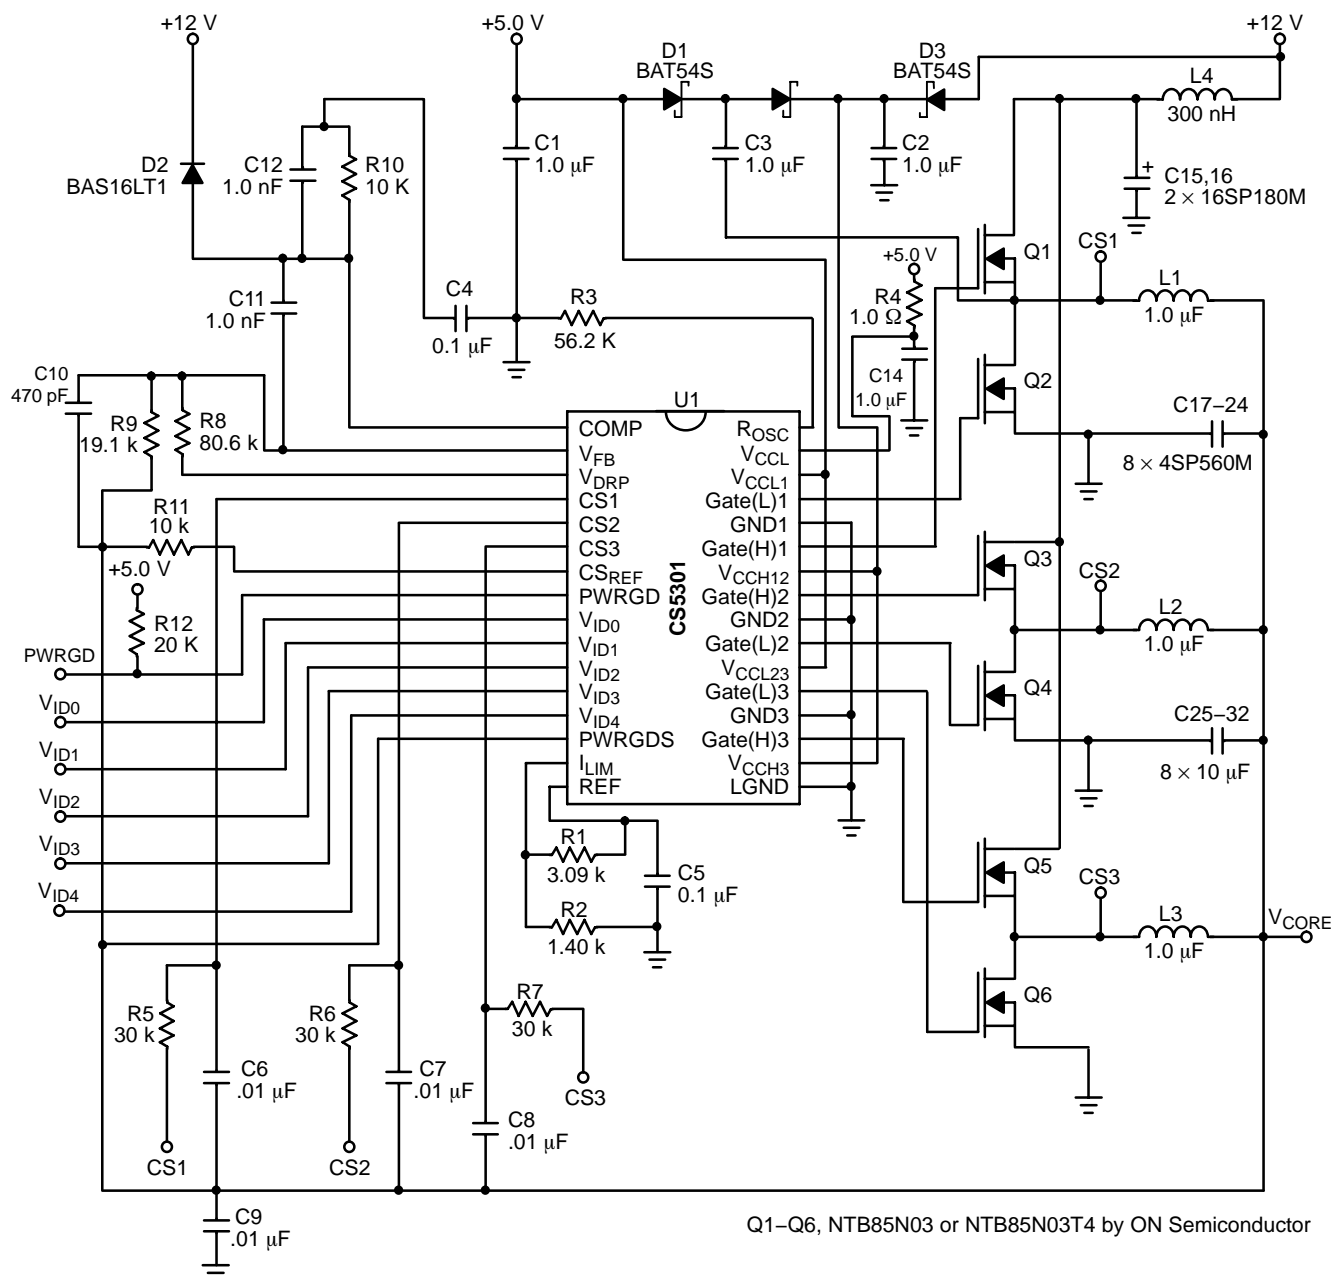 +12 V
+5.0 V
+12 V
D1
BAT54S
D3
BAT54S
L4
300 nH
D2
BAS16LT1
C12
1.0 nF
R10
10 K
C1
1.0 μF
C3
1.0 μF
C2
1.0 μF
C15,16
2 × 16SP180M
+
Q1
CS1
L1
1.0 μF
C11
1.0 nF
C4
0.1 μF
R3
56.2 K
+5.0 V
R4
1.0 Ω
C14
1.0 μF
Q2
C17–24
8 × 4SP560M
C10
470 pF
R9
19.1 k
R8
80.6 k
R11
10 k
+5.0 V
R12
20 K
PWRGD
VID0
VID1
VID2
VID3
VID4
U1
CS5301
COMP
VFB
VDRP
CS1
CS2
CS3
CSREF
PWRGD
VID0
VID1
VID2
VID3
VID4
PWRGDS
ILIM
REF
ROSC
VCCL
VCCL1
Gate(L)1
GND1
Gate(H)1
VCCH12
Gate(H)2
GND2
Gate(L)2
VCCL23
Gate(L)3
GND3
Gate(H)3
VCCH3
LGND
Q3
CS2
L2
1.0 μF
Q4
C25–32
8 × 10 μF
R1
3.09 k
R2
1.40 k
C5
0.1 μF
Q5
CS3
L3
1.0 μF
VCORE
Q6
R5
30 k
R6
30 k
R7
30 k
C6
.01 μF
C7
.01 μF
C8
.01 μF
CS3
CS1
CS2
C9
.01 μF
Q1–Q6, NTB85N03 or NTB85N03T4 by ON Semiconductor